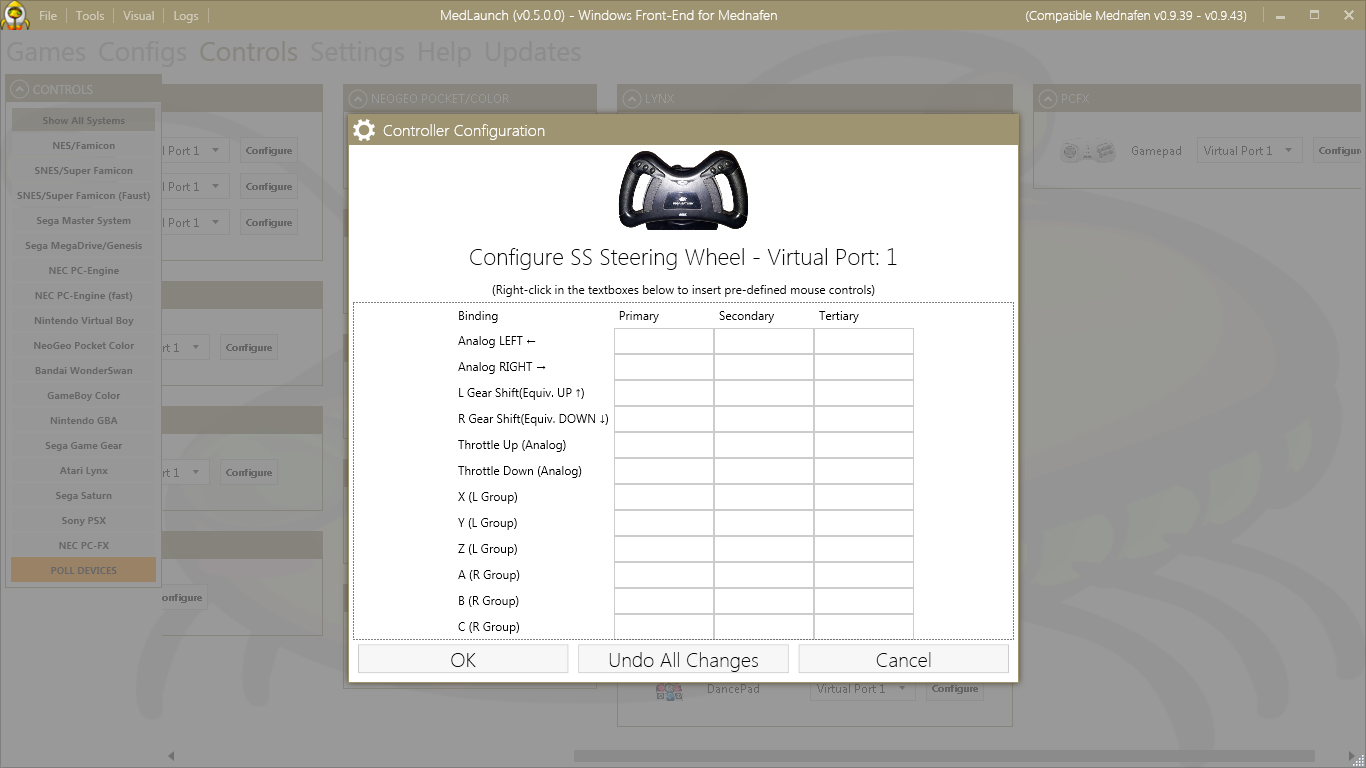 File Tools Visual Logs MedLaunch (v0.5.0.0) - Windows Front-End for Mednafen (Compatible Mednafen v0.9.39 - v0.9.43)
Games Configs Controls Settings Help Updates
CONTROLS
Show All Systems
NES/Famicon
SNES/Super Famicon
SNES/Super Famicon (Faust)
Sega Master System
Sega MegaDrive/Genesis
NEC PC-Engine
NEC PC-Engine (fast)
Nintendo Virtual Boy
NeoGeo Pocket Color
Bandai WonderSwan
GameBoy Color
Nintendo GBA
Sega Game Gear
Atari Lynx
Sega Saturn
Sony PSX
NEC PC-FX
POLL DEVICES
l Port 1 Configure
l Port 1 Configure
l Port 1 Configure
rt 1 Configure
rt 1 Configure
onfigure
NEOGEO POCKET/COLOR
LYNX
PCFX
Gamepad Virtual Port 1 Configur
Controller Configuration
Configure SS Steering Wheel - Virtual Port: 1
(Right-click in the textboxes below to insert pre-defined mouse controls)
Binding Primary Secondary Tertiary
Analog LEFT ←
Analog RIGHT →
L Gear Shift(Equiv. UP ↑)
R Gear Shift(Equiv. DOWN ↓)
Throttle Up (Analog)
Throttle Down (Analog)
X (L Group)
Y (L Group)
Z (L Group)
A (R Group)
B (R Group)
C (R Group)
OK Undo All Changes Cancel
DancePad Virtual Port 1 Configure